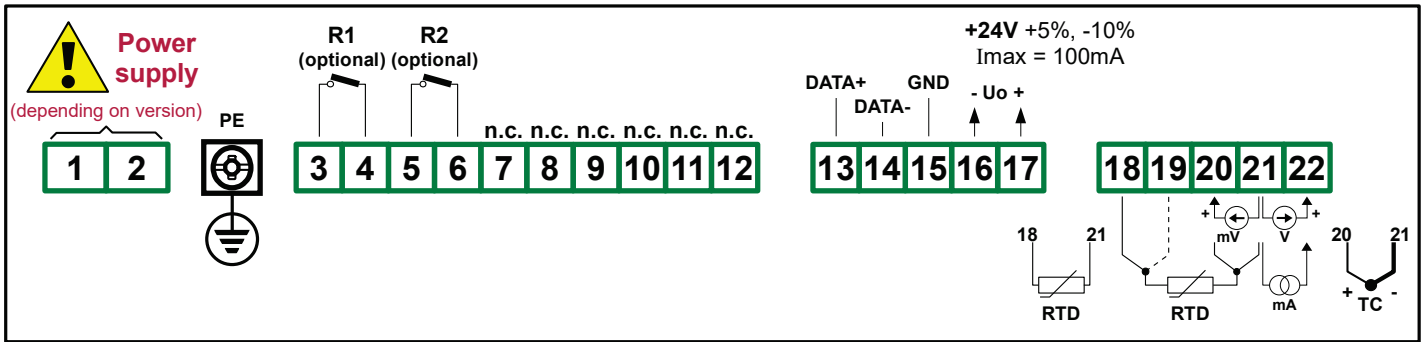 Power
supply
(depending on version)
1 2
PE
R1 R2
(optional) (optional)
n.c. n.c. n.c. n.c. n.c. n.c.
3 4 5 6 7 8 9 10 11 12
+24V +5%, -10%
Imax = 100mA
DATA+ GND
DATA- - Uo +
13 14 15 16 17
18 19 20 21 22
+ +
mV V
18 21
20 21
RTD
RTD
mA
+ TC -